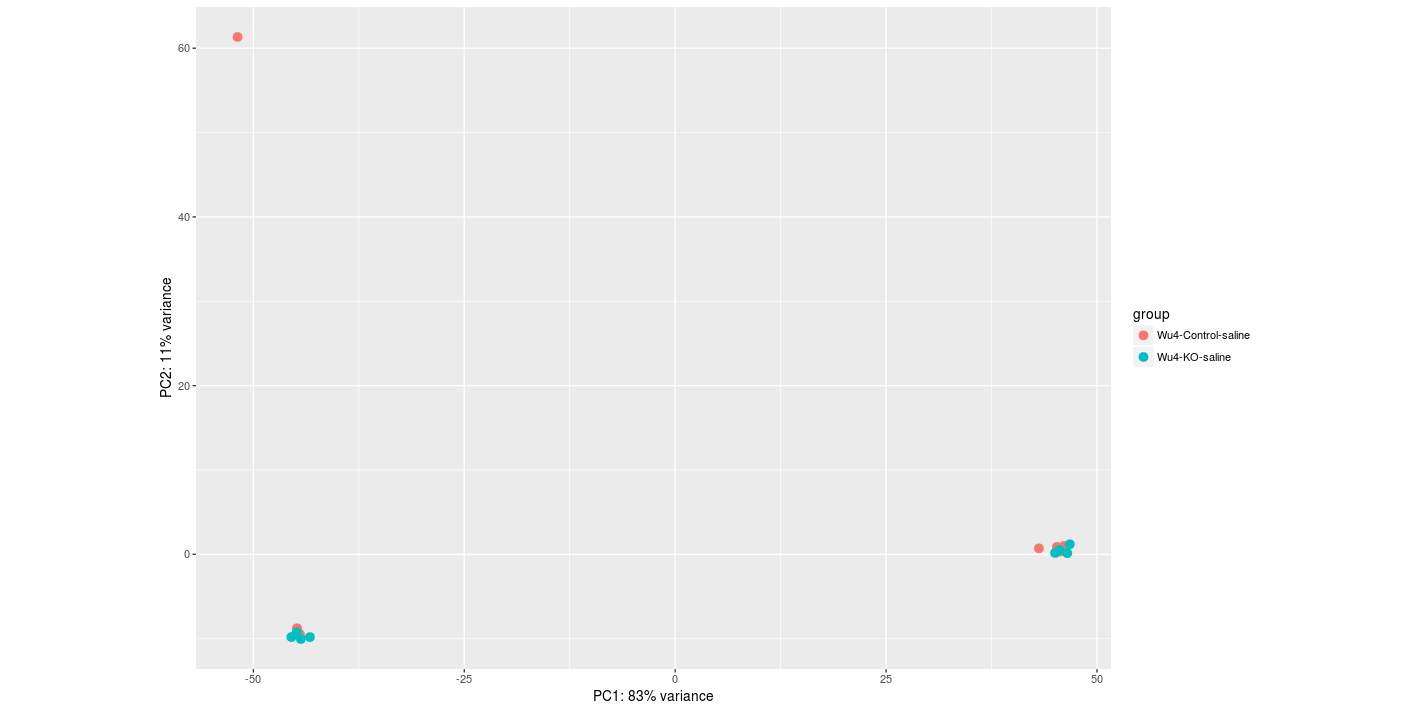 60
40
20
0
-50
-25
0
25
50
PC1: 83% variance
PC2: 11% variance
group
Wu4-Control-saline
Wu4-KO-saline